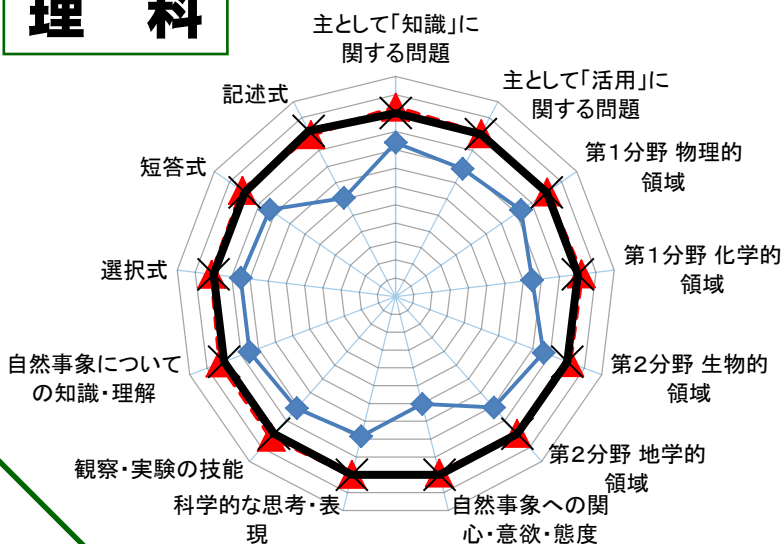 理 科
主として「知識」に
関する問題
主として「活用」に
関する問題
第1分野 物理的
領域
第1分野 化学的
領域
第2分野 生物的
領域
第2分野 地学的
領域
自然事象への関
心・意欲・態度
科学的な思考・表
現
観察・実験の技能
自然事象について
の知識・理解
選択式
短答式
記述式